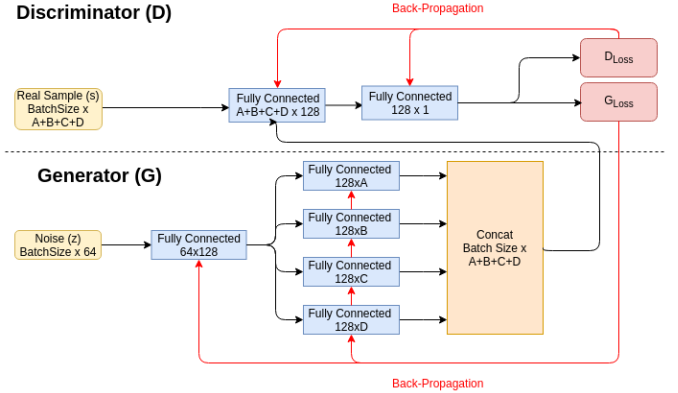 Discriminator (D)
Back-Propagation
Real Sample (s)
BatchSize x
A+B+C+D
Fully Connected
A+B+C+D x 128
Fully Connected
128 x 1
DLoss
GLoss
Generator (G)
Noise (z)
BatchSize x 64
Fully Connected
64x128
Fully Connected
128xA
Fully Connected
128xB
Fully Connected
128xC
Fully Connected
128xD
Concat
Batch Size x
A+B+C+D
Back-Propagation